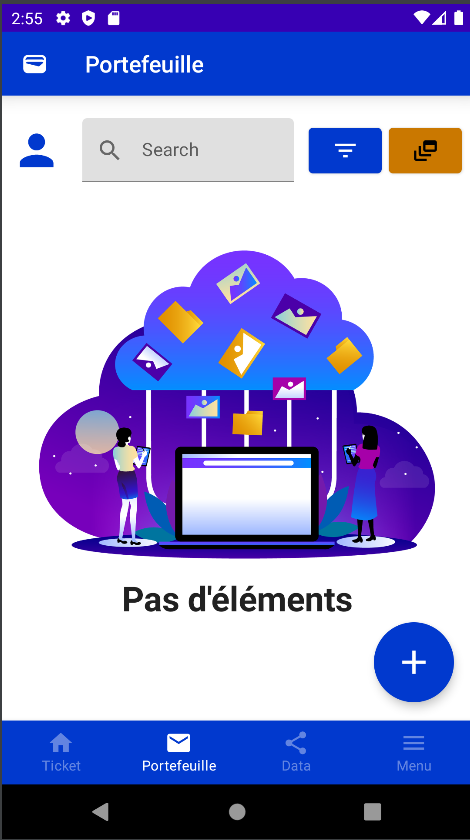 2:55
Portefeuille
Search
Pas d'éléments
Ticket
Portefeuille
Data
Menu